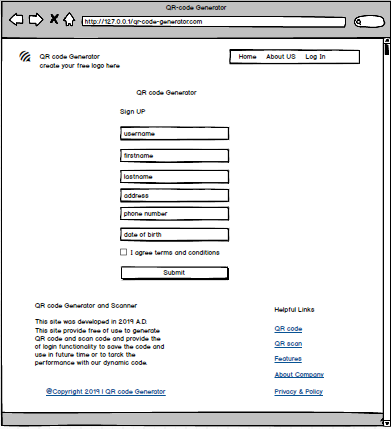 QR-code Generator
http://127.0.0.1/qr-code-generator.com
QR code Generator
create your free logo here
Home About US Log In
QR code Generator
Sign UP
username
firstname
lastname
address
phone number
date of birth
I agree terms and conditions
Submit
QR code Generator and Scanner
This site was developed in 2019 A.D.
This site provide free of use to generate
QR code and scan code and provide the
of login functionality to save the code and
use in future time or to tarck the
performance with our dynamic code.
@Copyright 2019 | QR code Generator
Helpful Links
QR code
QR scan
Features
About Company
Privacy & Policy